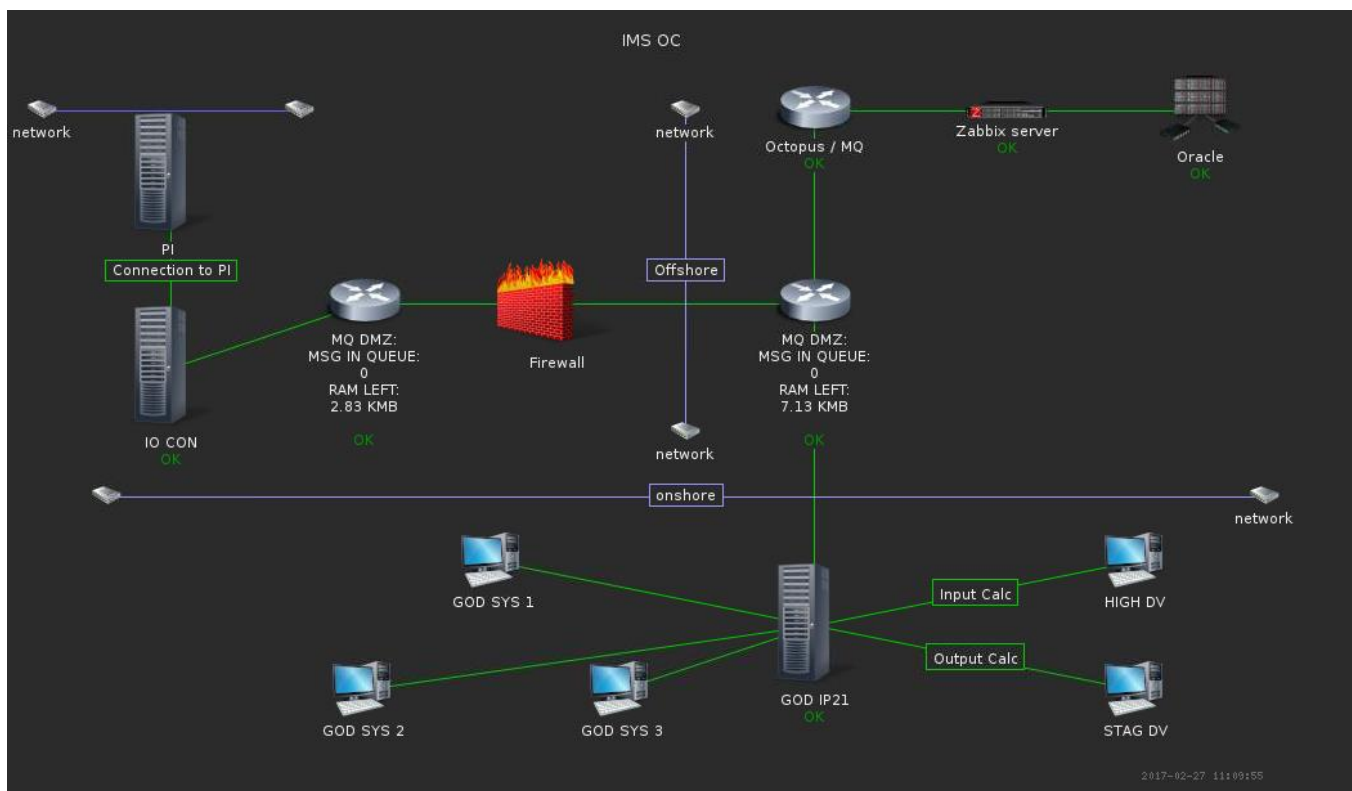 IMS OC
network
network
Octopus / MQ
OK
Z
Zabbix server
OK
Oracle
OK
PI
Connection to PI
Offshore
MQ DMZ:
MSG IN QUEUE:
0
RAM LEFT:
2.83 KMB
OK
Firewall
MQ DMZ:
MSG IN QUEUE:
0
RAM LEFT:
7.13 KMB
OK
IO CON
OK
network
onshore
network
GOD SYS 1
Input Calc
HIGH DV
Output Calc
GOD SYS 2
GOD SYS 3
GOD IP21
OK
STAG DV
2017-02-27 11:09:55